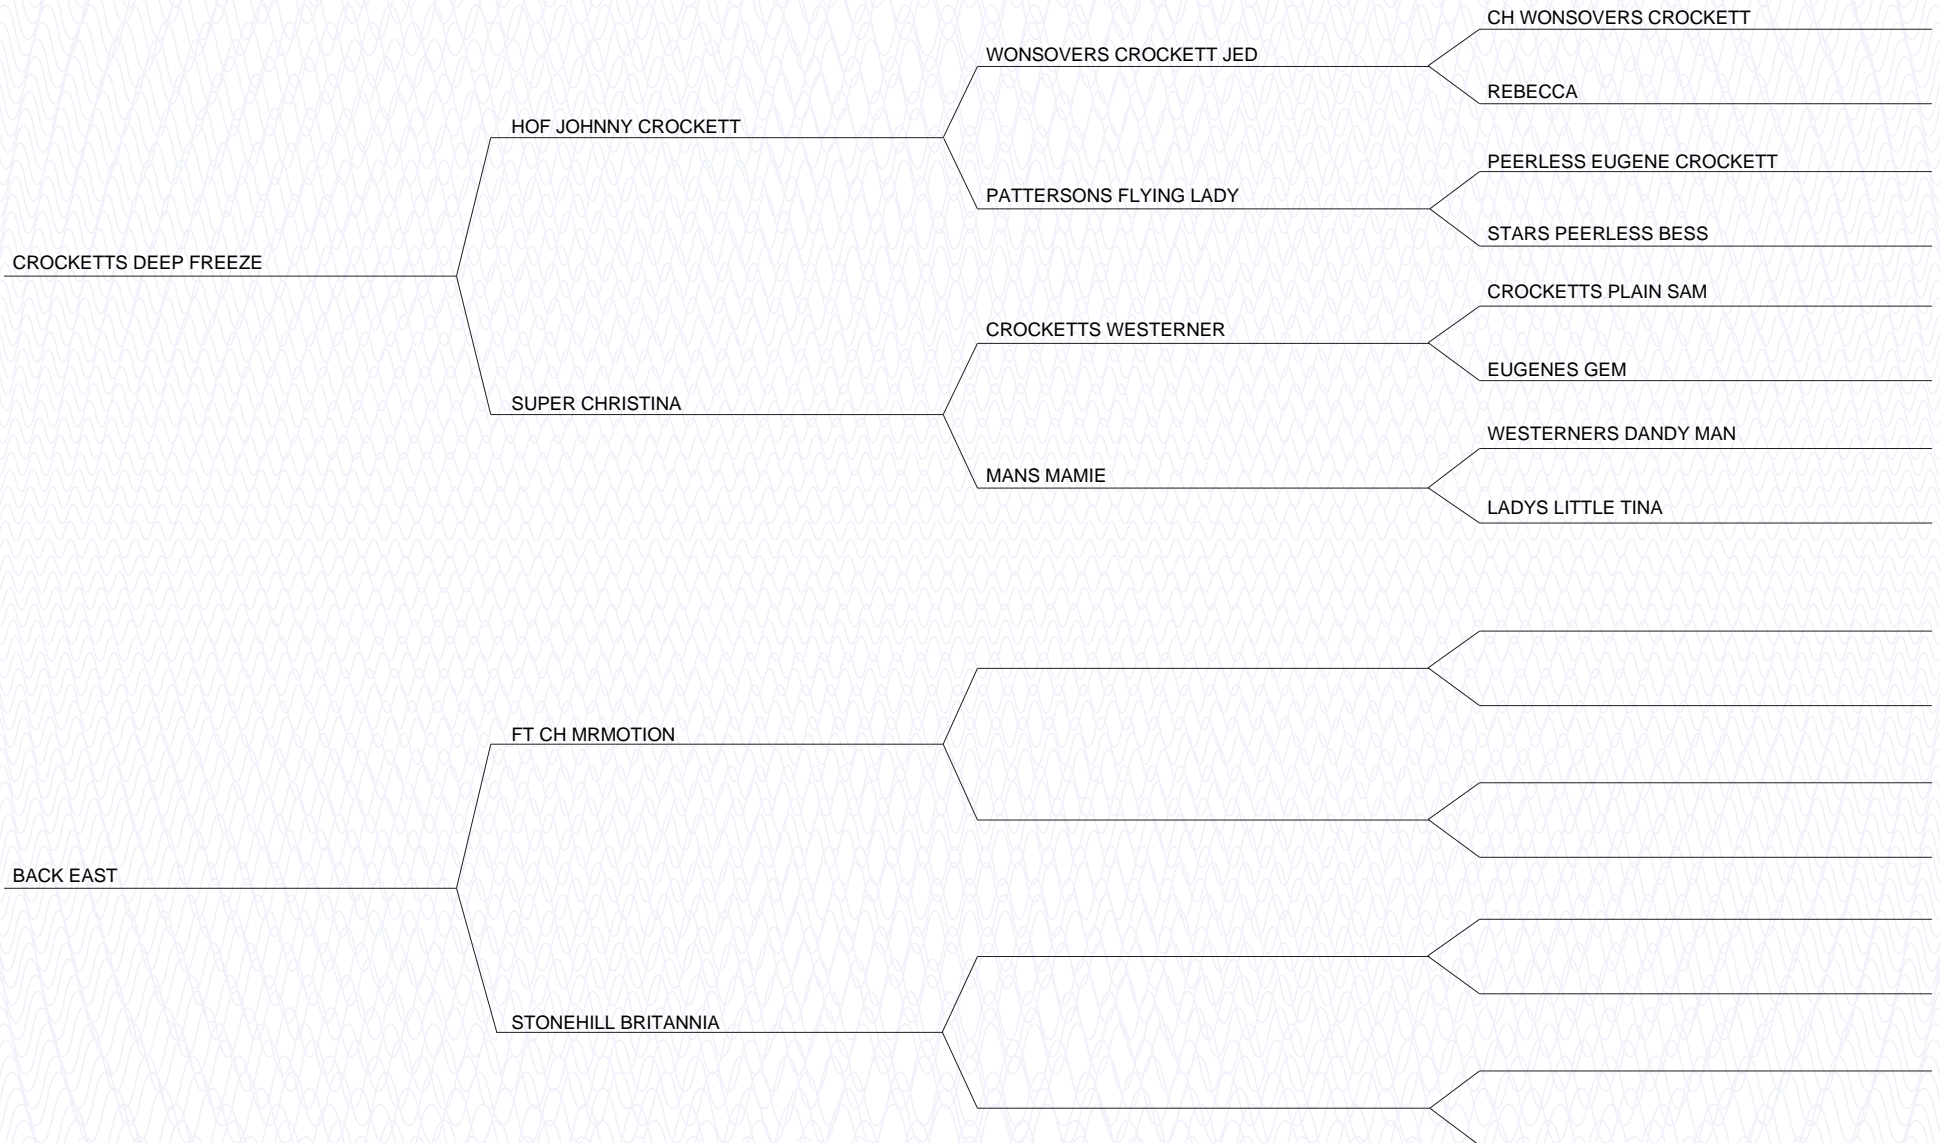 CH WONSOVERS CROCKETT
WONSOVERS CROCKETT JED
REBECCA
HOF JOHNNY CROCKETT
PEERLESS EUGENE CROCKETT
PATTERSONS FLYING LADY
STARS PEERLESS BESS
CROCKETTS DEEP FREEZE
CROCKETTS PLAIN SAM
CROCKETTS WESTERNER
EUGENES GEM
SUPER CHRISTINA
WESTERNERS DANDY MAN
MANS MAMIE
LADYS LITTLE TINA
FT CH MRMOTION
BACK EAST
STONEHILL BRITANNIA